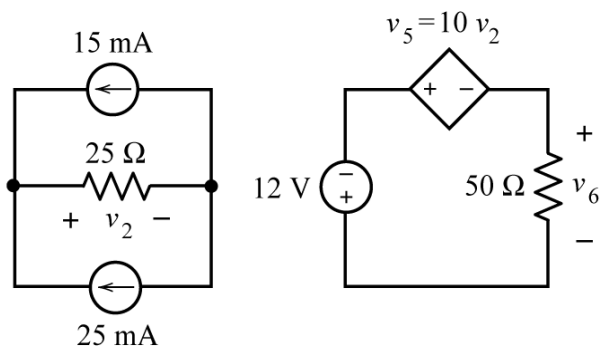 v5=10 v2
15 mA
25 Ω
+ v2 −
25 mA
+ −
12 V
−
+
50 Ω
+
v6
−